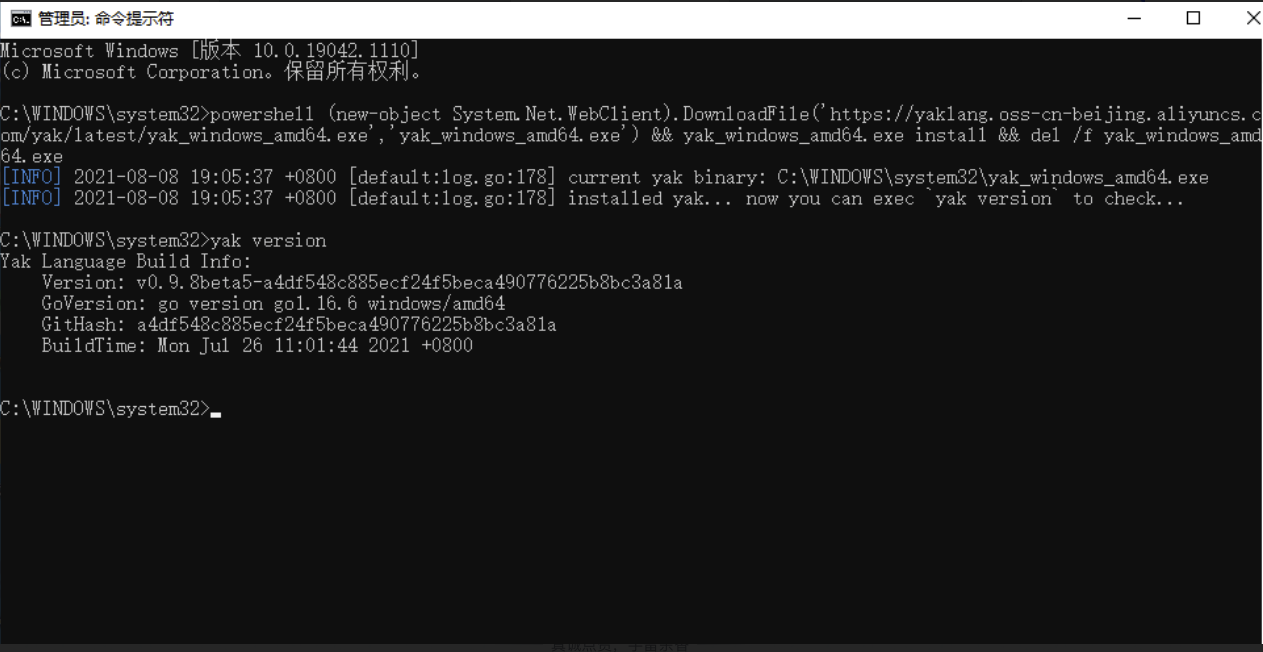 管理员: 命令提示符
Microsoft Windows [版本 10.0.19042.1110]
(c) Microsoft Corporation。保留所有权利。
C:\WINDOWS\system32>powershell (new-object System.Net.WebClient).DownloadFile('https://yaklang.oss-cn-beijing.aliyuncs.c
om/yak/latest/yak_windows_amd64.exe','yak_windows_amd64.exe') && yak_windows_amd64.exe install && del /f yak_windows_amd
64.exe
[INFO] 2021-08-08 19:05:37 +0800 [default:log.go:178] current yak binary: C:\WINDOWS\system32\yak_windows_amd64.exe
[INFO] 2021-08-08 19:05:37 +0800 [default:log.go:178] installed yak... now you can exec `yak version` to check...
C:\WINDOWS\system32>yak version
Yak Language Build Info:
Version: v0.9.8beta5-a4df548c885ecf24f5beca490776225b8bc3a81a
GoVersion: go version go1.16.6 windows/amd64
GitHash: a4df548c885ecf24f5beca490776225b8bc3a81a
BuildTime: Mon Jul 26 11:01:44 2021 +0800
C:\WINDOWS\system32>